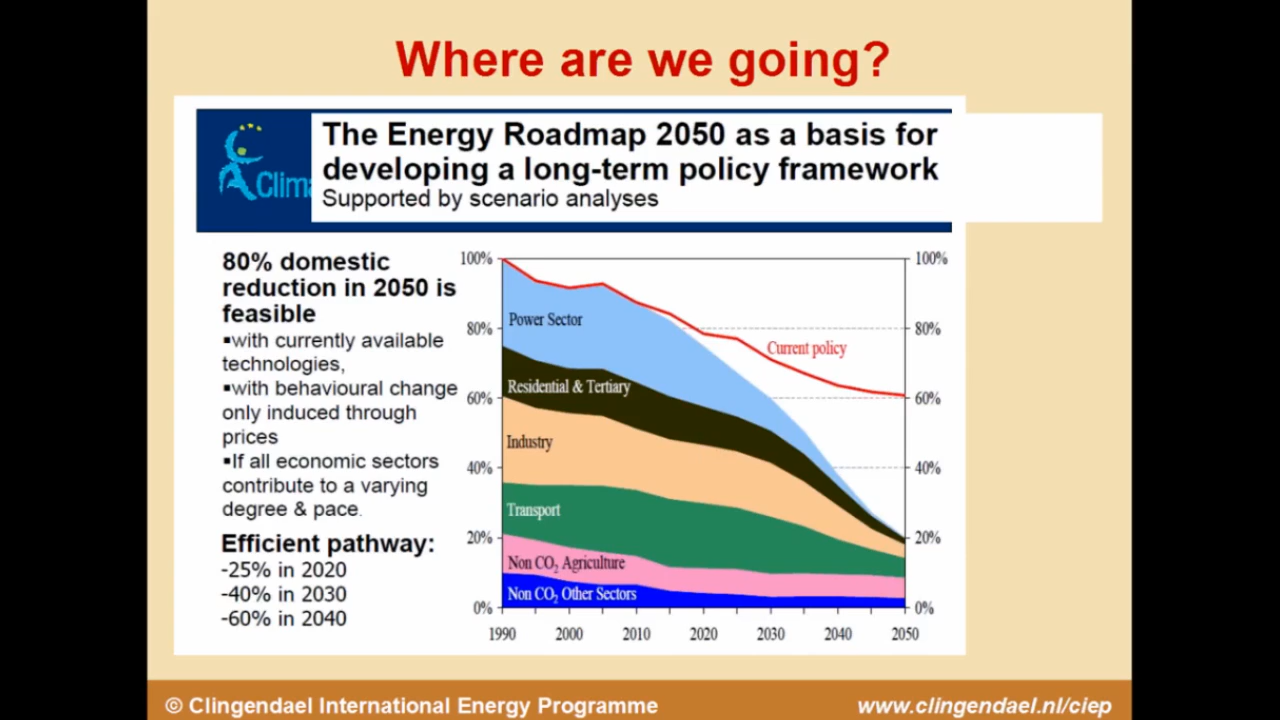 Where are we going?
The Energy Roadmap 2050 as a basis for
developing a long-term policy framework
Supported by scenario analyses
Clim
80% domestic
reduction in 2050 is
feasible
▪with currently available
technologies,
▪with behavioural change
only induced through
prices
▪If all economic sectors
contribute to a varying
degree & pace.
Efficient pathway:
-25% in 2020
-40% in 2030
-60% in 2040
100% 100%
80% 80%
60% 60%
40% 40%
20% 20%
0% 0%
Power Sector
Current policy
Residential & Tertiary
Industry
Transport
Non CO₂ Agriculture
Non CO₂ Other Sectors
1990 2000 2010 2020 2030 2040 2050
© Clingendael International Energy Programme
www.clingendael.nl/ciep